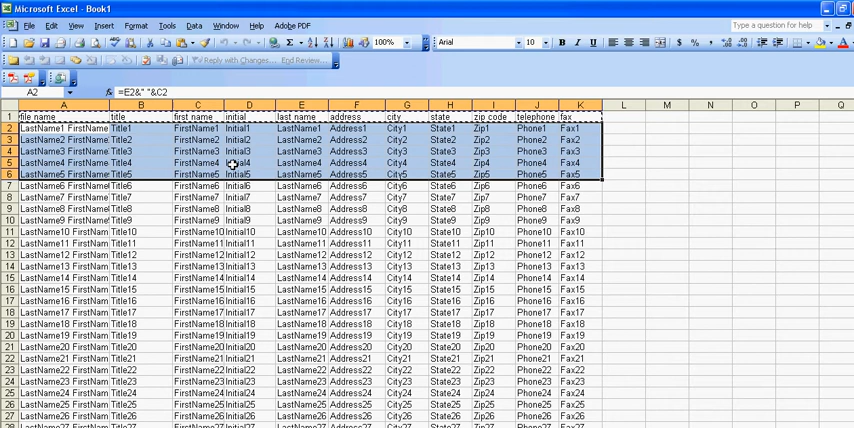 Microsoft Excel - Book1
File Edit View Insert Format Tools Data Window Help Adobe PDF
Type a question for help
100% Arial 10 B I U $ %
Reply with Changes... End Review...
A2 fx =E2&" "&C2
A B C D E F G H I J K L M N O P Q
1 file name title first name initial last name address city state zip code telephone fax
2 LastName1 FirstName Title1 FirstName1 Initial1 LastName1 Address1 City1 State1 Zip1 Phone1 Fax1
3 LastName2 FirstName Title2 FirstName2 Initial2 LastName2 Address2 City2 State2 Zip2 Phone2 Fax2
4 LastName3 FirstName Title3 FirstName3 Initial3 LastName3 Address3 City3 State3 Zip3 Phone3 Fax3
5 LastName4 FirstName Title4 FirstName4 Initial4 LastName4 Address4 City4 State4 Zip4 Phone4 Fax4
6 LastName5 FirstName Title5 FirstName5 Initial5 LastName5 Address5 City5 State5 Zip5 Phone5 Fax5
7 LastName6 FirstName Title6 FirstName6 Initial6 LastName6 Address6 City6 State6 Zip6 Phone6 Fax6
8 LastName7 FirstName Title7 FirstName7 Initial7 LastName7 Address7 City7 State7 Zip7 Phone7 Fax7
9 LastName8 FirstName Title8 FirstName8 Initial8 LastName8 Address8 City8 State8 Zip8 Phone8 Fax8
10 LastName9 FirstName Title9 FirstName9 Initial9 LastName9 Address9 City9 State9 Zip9 Phone9 Fax9
11 LastName10 FirstNam Title10 FirstName10 Initial10 LastName10 Address10 City10 State10 Zip10 Phone10 Fax10
12 LastName11 FirstNam Title11 FirstName11 Initial11 LastName11 Address11 City11 State11 Zip11 Phone11 Fax11
13 LastName12 FirstNam Title12 FirstName12 Initial12 LastName12 Address12 City12 State12 Zip12 Phone12 Fax12
14 LastName13 FirstNam Title13 FirstName13 Initial13 LastName13 Address13 City13 State13 Zip13 Phone13 Fax13
15 LastName14 FirstNam Title14 FirstName14 Initial14 LastName14 Address14 City14 State14 Zip14 Phone14 Fax14
16 LastName15 FirstNam Title15 FirstName15 Initial15 LastName15 Address15 City15 State15 Zip15 Phone15 Fax15
17 LastName16 FirstNam Title16 FirstName16 Initial16 LastName16 Address16 City16 State16 Zip16 Phone16 Fax16
18 LastName17 FirstNam Title17 FirstName17 Initial17 LastName17 Address17 City17 State17 Zip17 Phone17 Fax17
19 LastName18 FirstNam Title18 FirstName18 Initial18 LastName18 Address18 City18 State18 Zip18 Phone18 Fax18
20 LastName19 FirstNam Title19 FirstName19 Initial19 LastName19 Address19 City19 State19 Zip19 Phone19 Fax19
21 LastName20 FirstNam Title20 FirstName20 Initial20 LastName20 Address20 City20 State20 Zip20 Phone20 Fax20
22 LastName21 FirstNam Title21 FirstName21 Initial21 LastName21 Address21 City21 State21 Zip21 Phone21 Fax21
23 LastName22 FirstNam Title22 FirstName22 Initial22 LastName22 Address22 City22 State22 Zip22 Phone22 Fax22
24 LastName23 FirstNam Title23 FirstName23 Initial23 LastName23 Address23 City23 State23 Zip23 Phone23 Fax23
25 LastName24 FirstNam Title24 FirstName24 Initial24 LastName24 Address24 City24 State24 Zip24 Phone24 Fax24
26 LastName25 FirstNam Title25 FirstName25 Initial25 LastName25 Address25 City25 State25 Zip25 Phone25 Fax25
27 LastName26 FirstNam Title26 FirstName26 Initial26 LastName26 Address26 City26 State26 Zip26 Phone26 Fax26